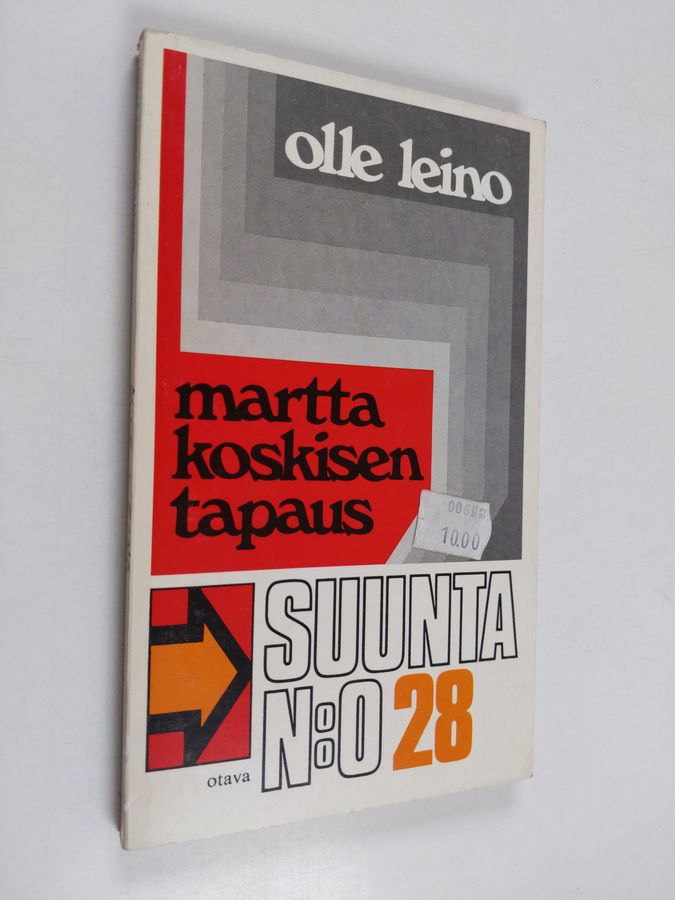 olle leino
martta
koskisen
tapaus
10.00
SUUNTA
N:o 28
otava